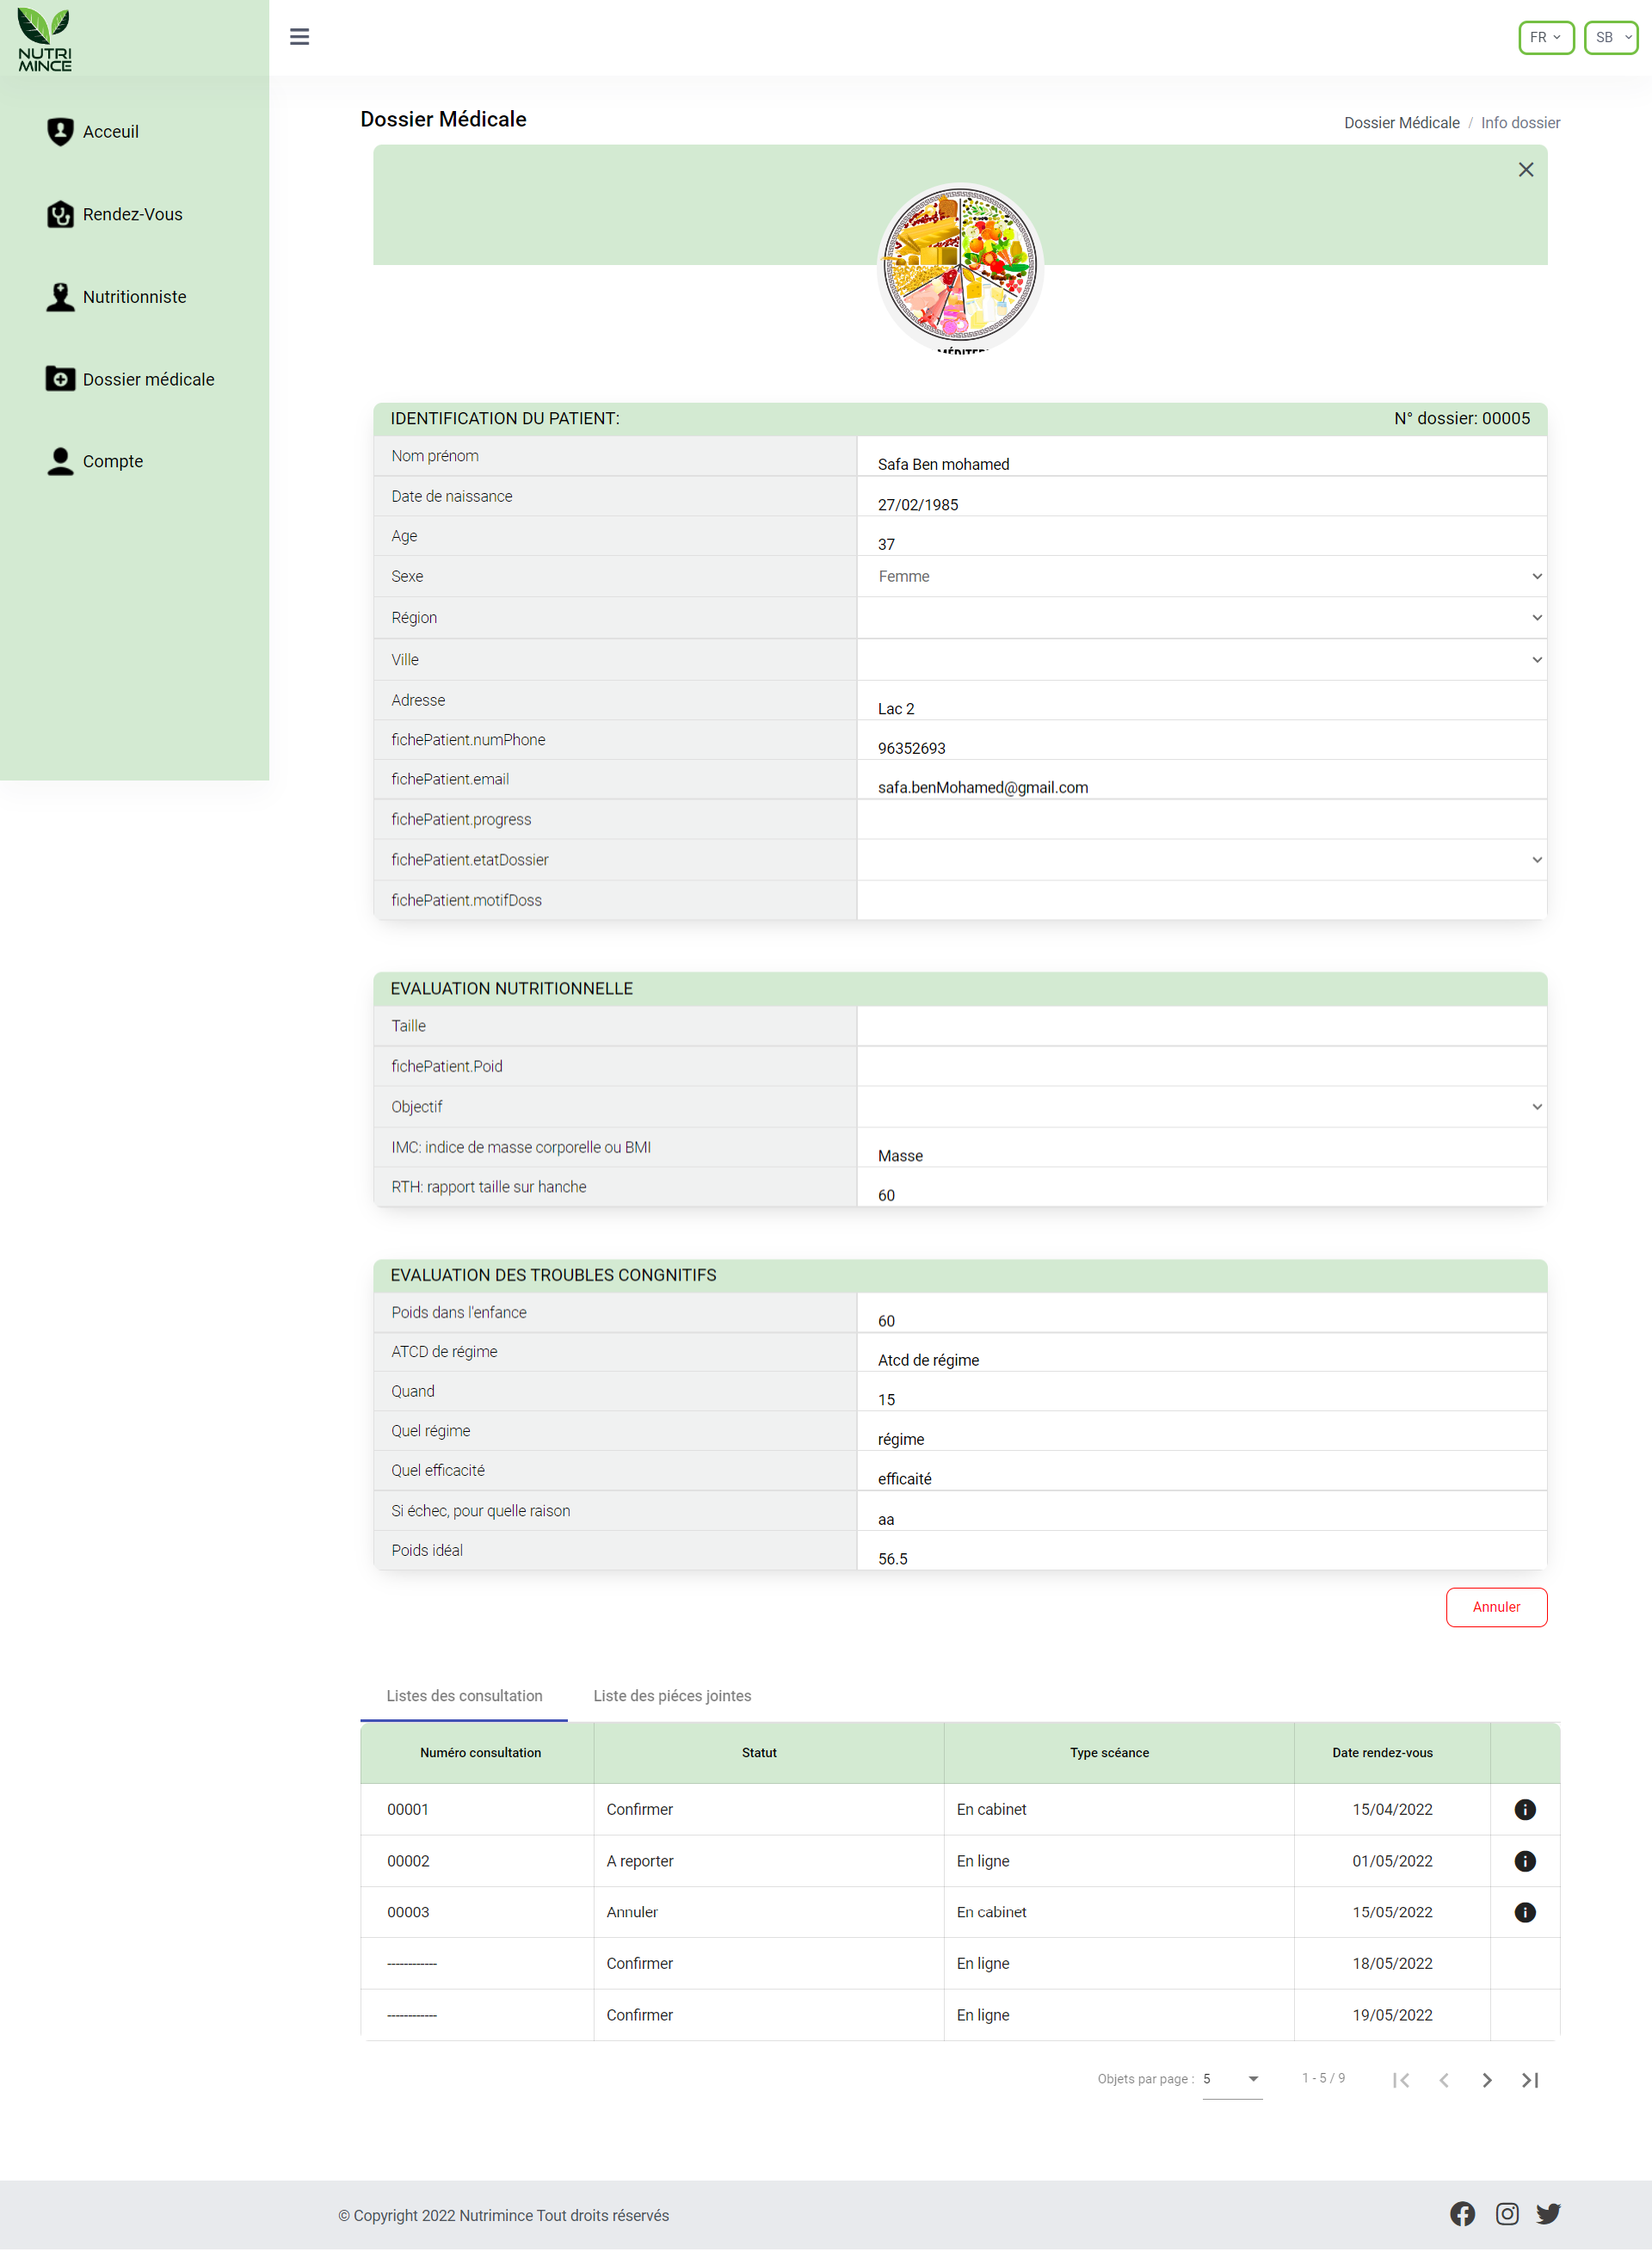 NUTRI
MINCE
FR
SB
Acceuil
Rendez-Vous
Nutritionniste
Dossier médicale
Compte
Dossier Médicale
Dossier Médicale / Info dossier
IDENTIFICATION DU PATIENT: N° dossier: 00005
Nom prénom Safa Ben mohamed
Date de naissance 27/02/1985
Age 37
Sexe Femme
Région
Ville
Adresse Lac 2
fichePatient.numPhone 96352693
fichePatient.email safa.benMohamed@gmail.com
fichePatient.progress
fichePatient.etatDossier
fichePatient.motifDoss
EVALUATION NUTRITIONNELLE
Taille
fichePatient.Poid
Objectif
IMC: indice de masse corporelle ou BMI Masse
RTH: rapport taille sur hanche 60
EVALUATION DES TROUBLES CONGNITIFS
Poids dans l'enfance 60
ATCD de régime Atcd de régime
Quand 15
Quel régime régime
Quel efficacité efficaité
Si échec, pour quelle raison aa
Poids idéal 56.5
Annuler
Listes des consultation Liste des piéces jointes
Numéro consultation Statut Type scéance Date rendez-vous
00001 Confirmer En cabinet 15/04/2022
00002 A reporter En ligne 01/05/2022
00003 Annuler En cabinet 15/05/2022
------------ Confirmer En ligne 18/05/2022
------------ Confirmer En ligne 19/05/2022
Objets par page : 5 1 - 5 / 9
© Copyright 2022 Nutrimince Tout droits réservés